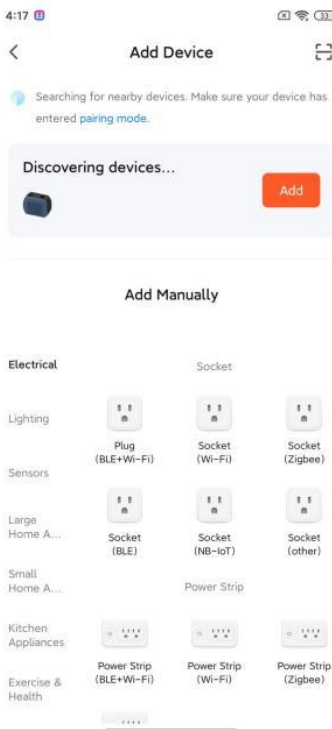 4:17
33
Add Device
Searching for nearby devices. Make sure your device has
entered pairing mode.
Discovering devices...
Add
Add Manually
Electrical
Socket
Lighting
Plug
(BLE+Wi-Fi)
Socket
(Wi-Fi)
Socket
(Zigbee)
Sensors
Large
Home A...
Socket
(BLE)
Socket
(NB-IoT)
Socket
(other)
Small
Home A...
Power Strip
Kitchen
Appliances
Power Strip
(BLE+Wi-Fi)
Power Strip
(Wi-Fi)
Power Strip
(Zigbee)
Exercise &
Health